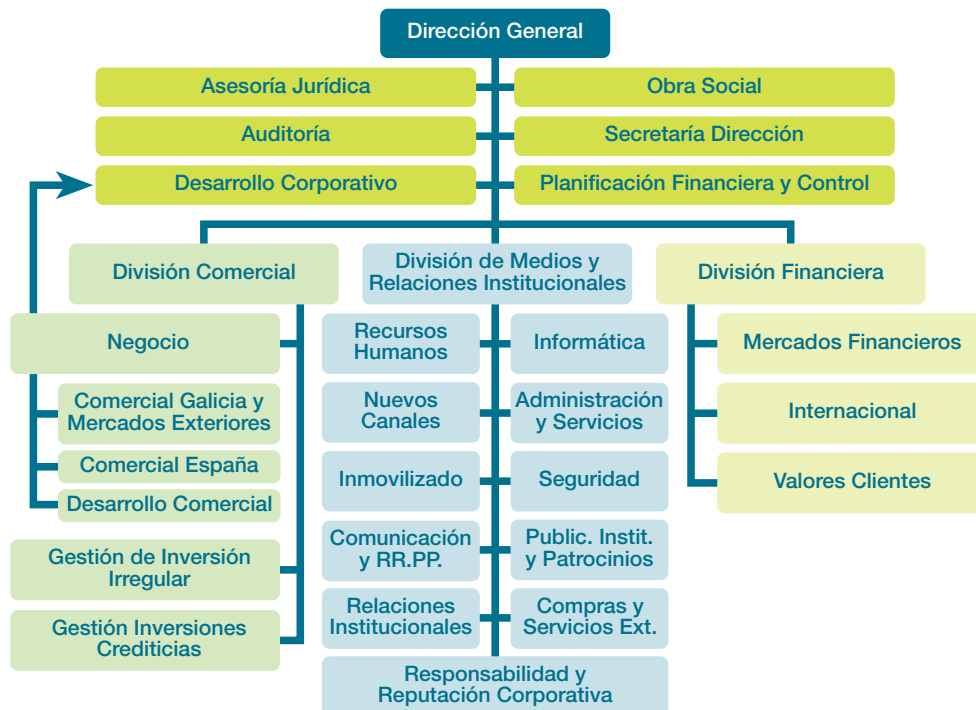 Dirección General
Asesoría Jurídica
Obra Social
Auditoría
Secretaría Dirección
Desarrollo Corporativo
Planificación Financiera y Control
División Comercial
División de Medios y
Relaciones Institucionales
División Financiera
Negocio
Comercial Galicia y
Mercados Exteriores
Comercial España
Desarrollo Comercial
Gestión de Inversión
Irregular
Gestión Inversiones
Crediticias
Recursos
Humanos
Informática
Nuevos
Canales
Administración
y Servicios
Inmovilizado
Seguridad
Comunicación
y RR.PP.
Public. Instit.
y Patrocinios
Relaciones
Institucionales
Compras y
Servicios Ext.
Responsabilidad y
Reputación Corporativa
Mercados Financieros
Internacional
Valores Clientes